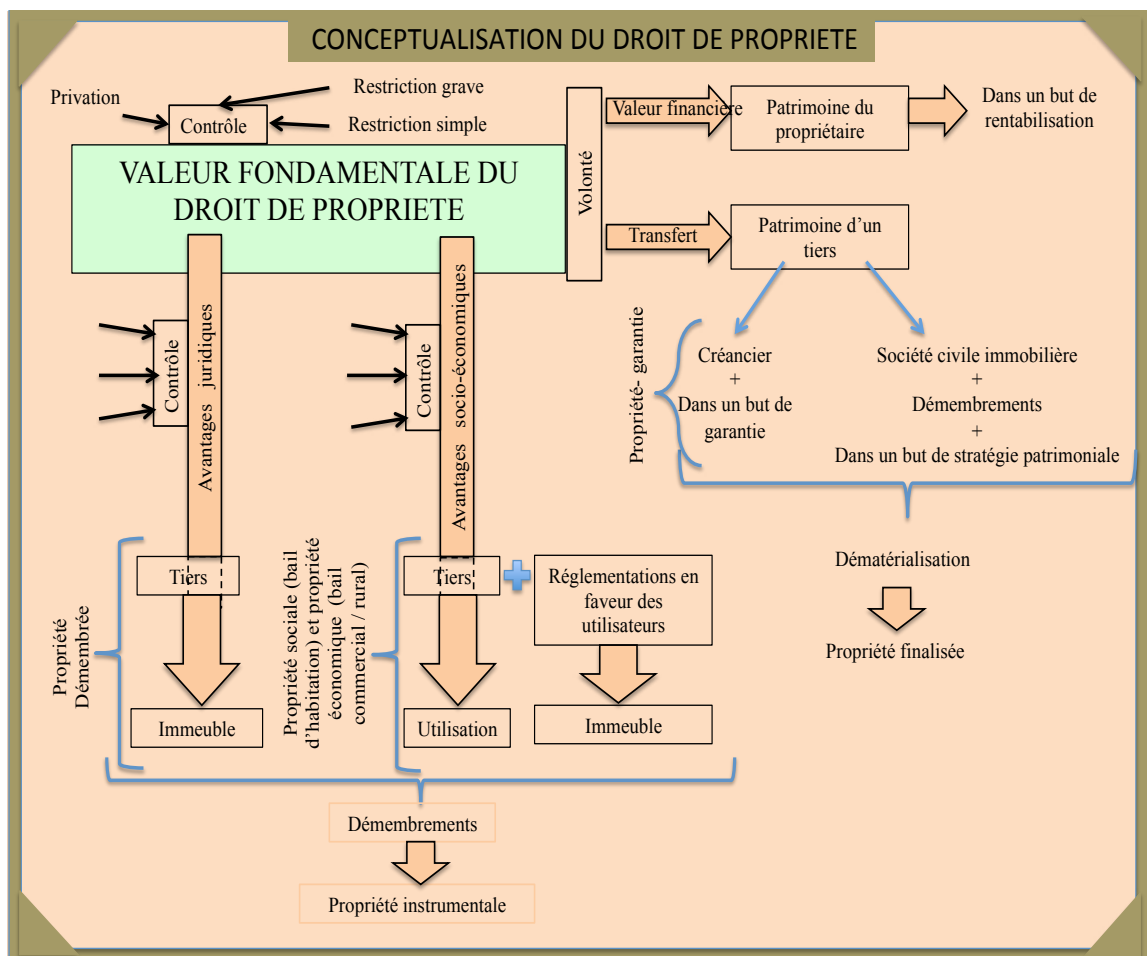 CONCEPTUALISATION DU DROIT DE PROPRIETE
Privation
Restriction grave
Contrôle
Restriction simple
VALEUR FONDAMENTALE DU
DROIT DE PROPRIETE
Volonté
Valeur financière
Patrimoine du
propriétaire
Dans un but de
rentabilisation
Transfert
Patrimoine d’un
tiers
Contrôle
Avantages juridiques
Contrôle
Avantages socio-économiques
Propriété- garantie
Créancier
+
Dans un but de
garantie
Société civile immobilière
+
Démembrements
+
Dans un but de stratégie patrimoniale
Dématérialisation
Propriété finalisée
Propriété
Démembrée
Tiers
Immeuble
Propriété sociale (bail
d’habitation) et propriété
économique (bail
commercial / rural)
Tiers
Utilisation
Réglementations en
faveur des
utilisateurs
Immeuble
Démembrements
Propriété instrumentale